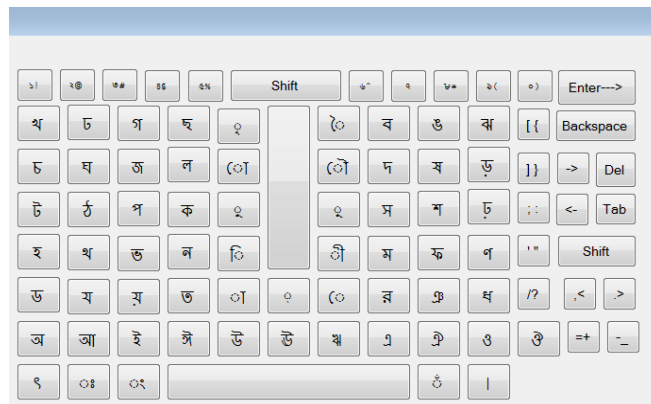 ১! ২@ ৩# ৪$ ৫% Shift ৬^ ৭ ৮* ৯( ০) Enter--->
খ ঢ গ ছ ৃ ৈ ব ঙ ঝ [ { Backspace
চ ঘ জ ল ো ৌ দ ষ ড় ] } -> Del
ট ঠ প ক ু ূ স শ ঢ় ; : <- Tab
হ থ ভ ন ি ী ম ফ ণ ' " Shift
ড য য় ত া ে র ঞ ধ /? ,< .>
অ আ ই ঈ উ ঊ ঋ এ ঐ ও ঔ =+ -_
ৎ ঃ ং ঁ ।